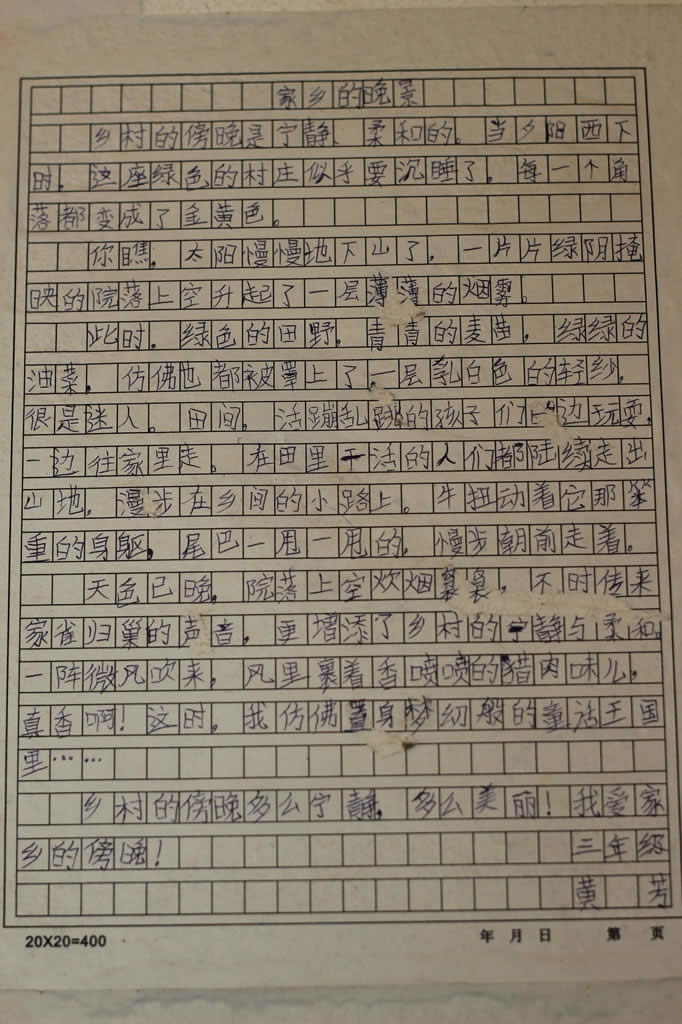 家乡的晚景
乡村的傍晚是宁静、柔和的。当夕阳西下
时,这座绿色的村庄似乎要沉睡了。每一个角
落都变成了金黄色。
你瞧,太阳慢慢地下山了,一片片绿阴掩
映的院落上空升起了一层薄薄的烟雾。
此时,绿色的田野,青青的麦苗,绿绿的
油菜,仿佛也都被罩上了一层乳白色的轻纱,
很是迷人。田间,活蹦乱跳的孩子们一边玩耍,
一边往家里走。在田里干活的人们都陆续走出
山地,漫步在乡间的小路上。牛扭动着它那笨
重的身躯,尾巴一甩一甩的,慢步朝前走着。
天色已晚,院落上空炊烟袅袅,不时传来
家雀归巢的声音,更增添了乡村的宁静与柔和。
一阵微风吹来,风里裹着香喷喷的腊肉味儿,
真香啊!这时,我仿佛置身梦幻般的童话王国
里……
乡村的傍晚多么宁静,多么美丽!我爱家
乡的傍晚!三年级
黄芳
20X20=400 年 月 日 第 页